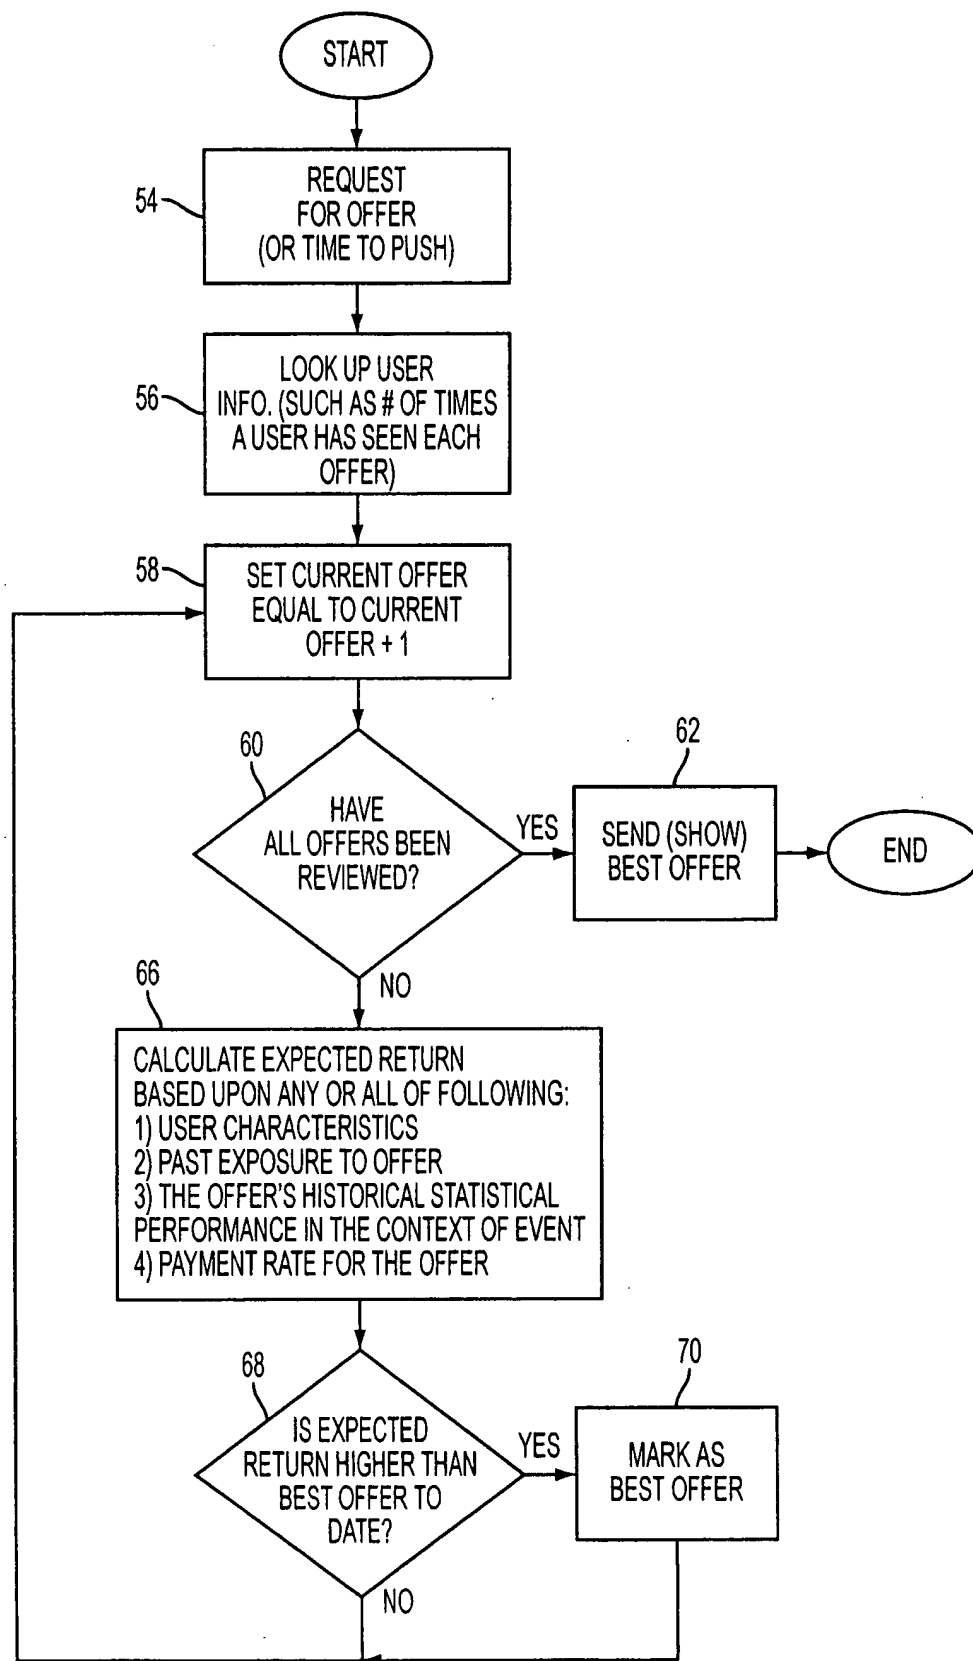 START
54
REQUEST
FOR OFFER
(OR TIME TO PUSH)
56
LOOK UP USER
INFO. (SUCH AS # OF TIMES
A USER HAS SEEN EACH
OFFER)
58
SET CURRENT OFFER
EQUAL TO CURRENT
OFFER + 1
60
HAVE
ALL OFFERS BEEN
REVIEWED?
YES
62
SEND (SHOW)
BEST OFFER
END
NO
66
CALCULATE EXPECTED RETURN
BASED UPON ANY OR ALL OF FOLLOWING:
1) USER CHARACTERISTICS
2) PAST EXPOSURE TO OFFER
3) THE OFFER'S HISTORICAL STATISTICAL
PERFORMANCE IN THE CONTEXT OF EVENT
4) PAYMENT RATE FOR THE OFFER
68
IS EXPECTED
RETURN HIGHER THAN
BEST OFFER TO
DATE?
YES
70
MARK AS
BEST OFFER
NO